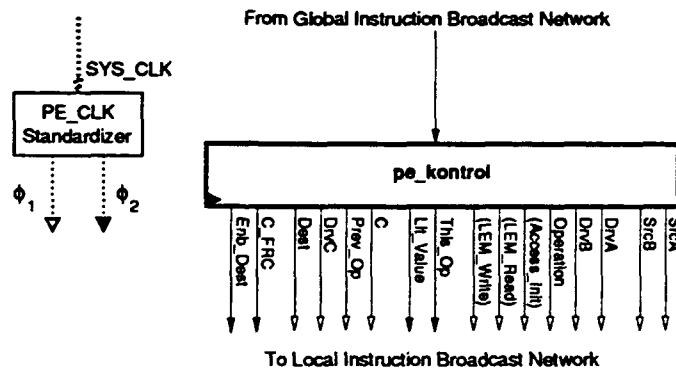 From Global Instruction Broadcast Network
SYS_CLK
PE_CLK
Standardizer
pe_kontrol
ϕ1
ϕ2
Enb_Dest
C_FRC
Dest
DrvC
Prev_Op
C
Lit_Value
This_Op
(LEM_Write)
(LEM_Read)
(Access_Init)
Operation
DrvB
DrvA
SrcB
SrcA
To Local Instruction Broadcast Network